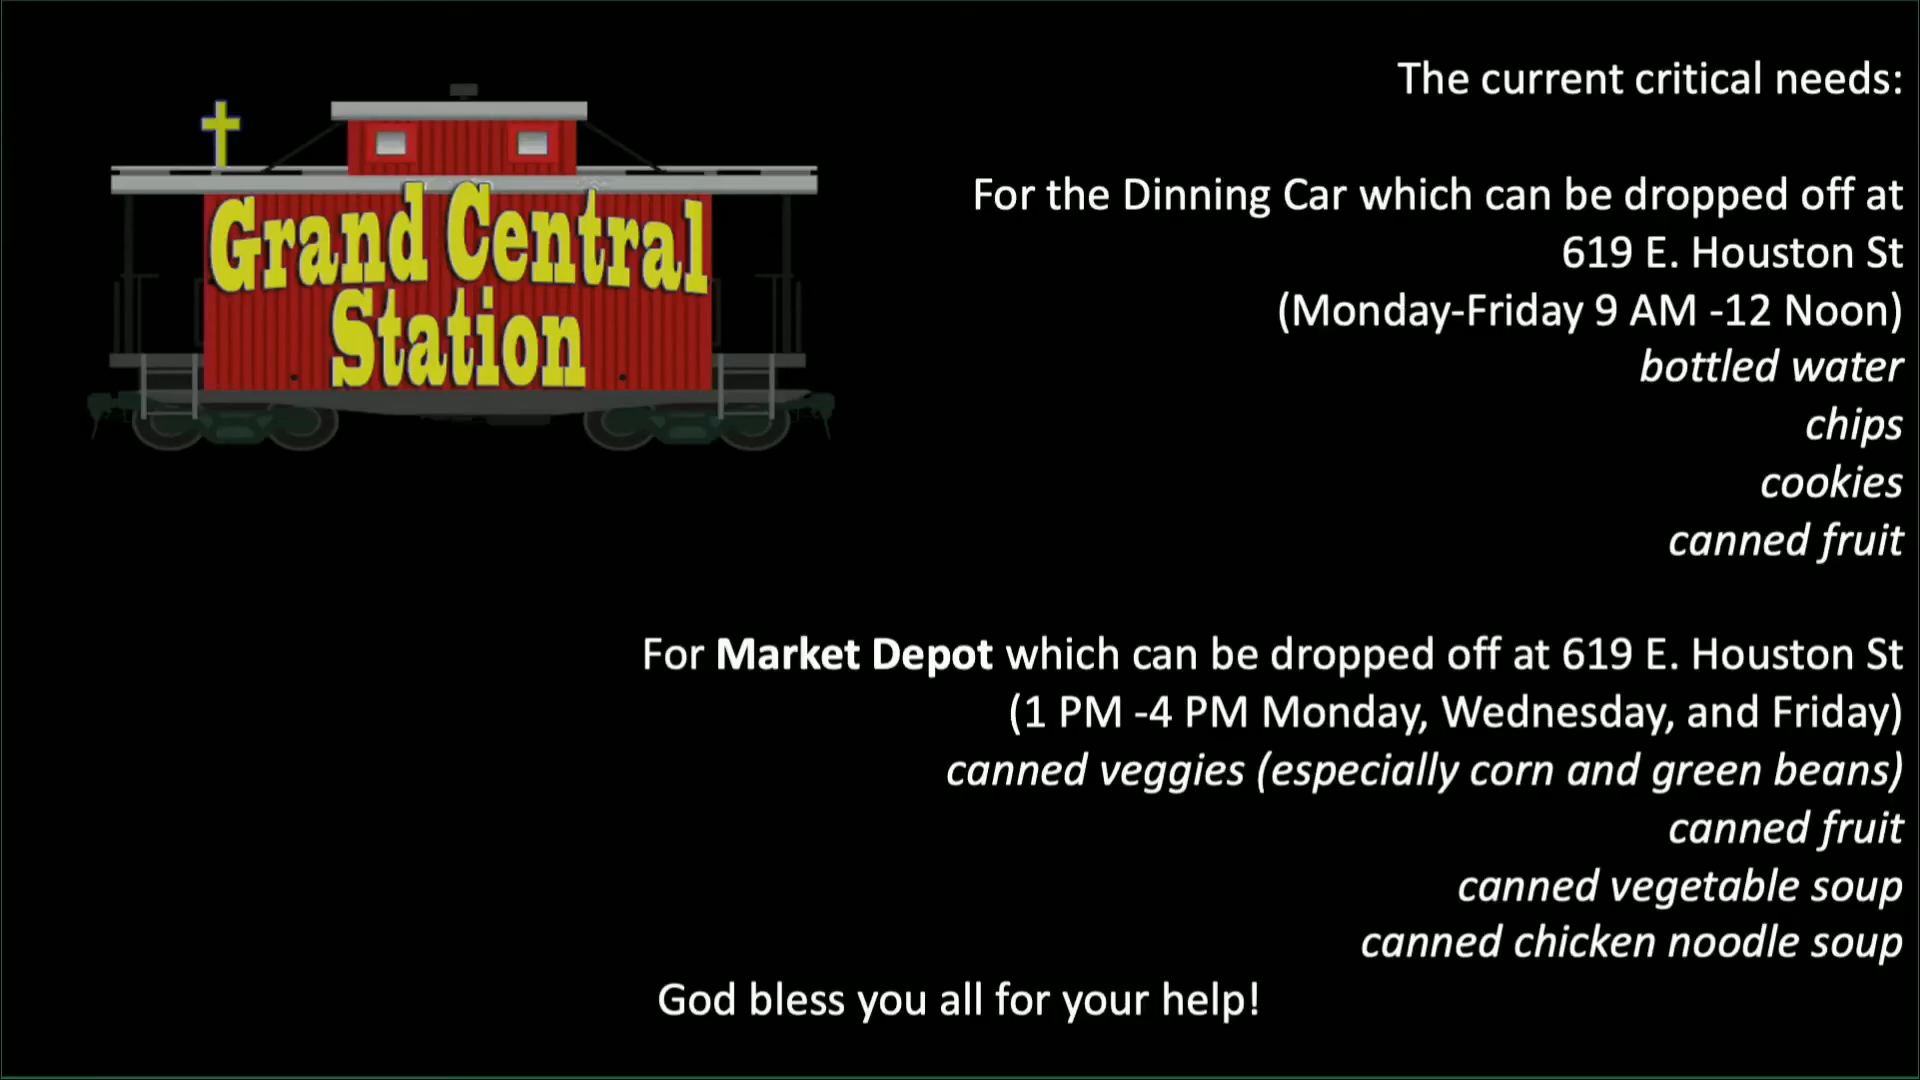 Grand Central
Station
The current critical needs:
For the Dinning Car which can be dropped off at
619 E. Houston St
(Monday-Friday 9 AM -12 Noon)
bottled water
chips
cookies
canned fruit
For Market Depot which can be dropped off at 619 E. Houston St
(1 PM -4 PM Monday, Wednesday, and Friday)
canned veggies (especially corn and green beans)
canned fruit
canned vegetable soup
canned chicken noodle soup
God bless you all for your help!